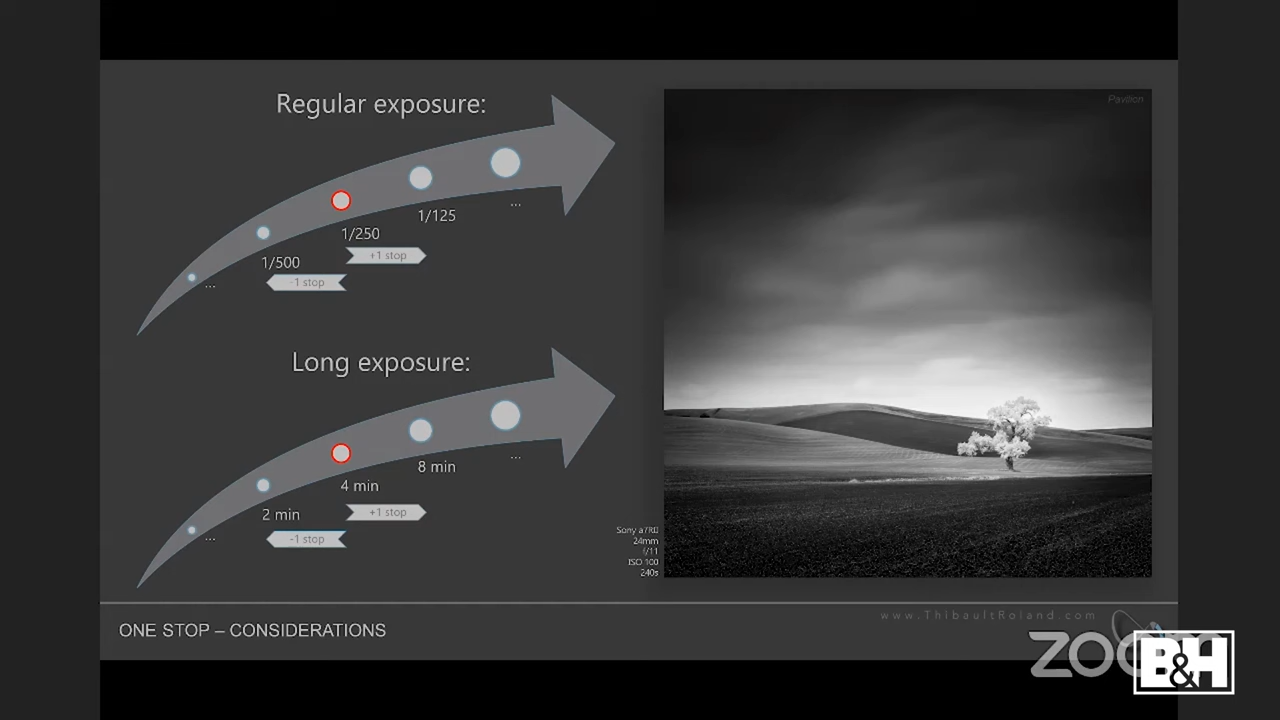 Regular exposure:
1/500
1/250
1/125
...
...
-1 stop
+1 stop
Long exposure:
2 min
4 min
8 min
...
...
-1 stop
+1 stop
Pavilion
Sony a7RII
24mm
f/11
ISO 100
240s
www.ThibaultRoland.com
ONE STOP – CONSIDERATIONS
B&H